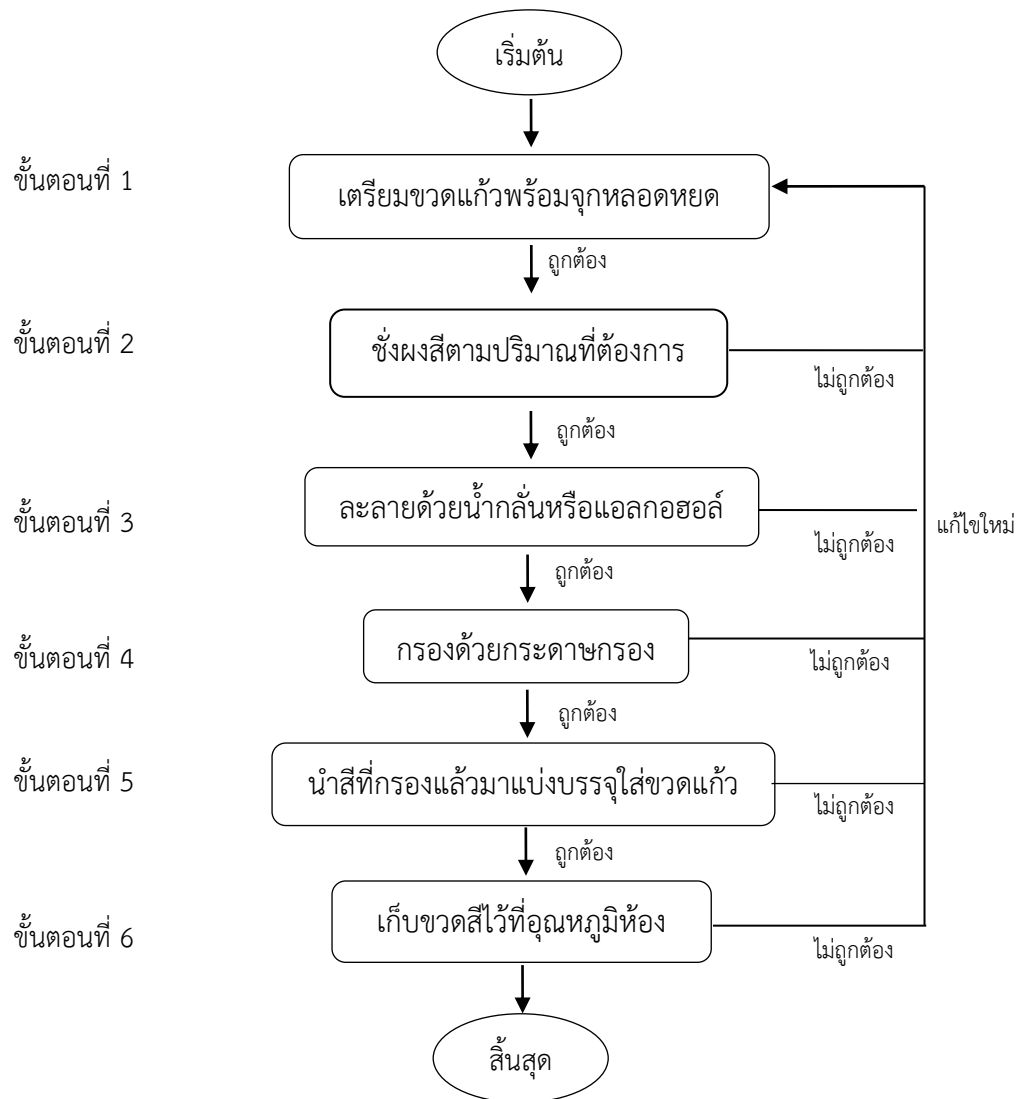 เริ่มต้น
ขั้นตอนที่ 1
เตรียมขวดแก้วพร้อมจุกหลอดหยด
ถูกต้อง
ขั้นตอนที่ 2
ชั่งผงสีตามปริมาณที่ต้องการ
ไม่ถูกต้อง
ถูกต้อง
ขั้นตอนที่ 3
ละลายด้วยน้ำกลั่นหรือแอลกอฮอล์
ไม่ถูกต้อง
แก้ไขใหม่
ถูกต้อง
ขั้นตอนที่ 4
กรองด้วยกระดาษกรอง
ไม่ถูกต้อง
ถูกต้อง
ขั้นตอนที่ 5
นำสีที่กรองแล้วมาแบ่งบรรจุใส่ขวดแก้ว
ไม่ถูกต้อง
ถูกต้อง
ขั้นตอนที่ 6
เก็บขวดสีไว้ที่อุณหภูมิห้อง
ไม่ถูกต้อง
สิ้นสุด